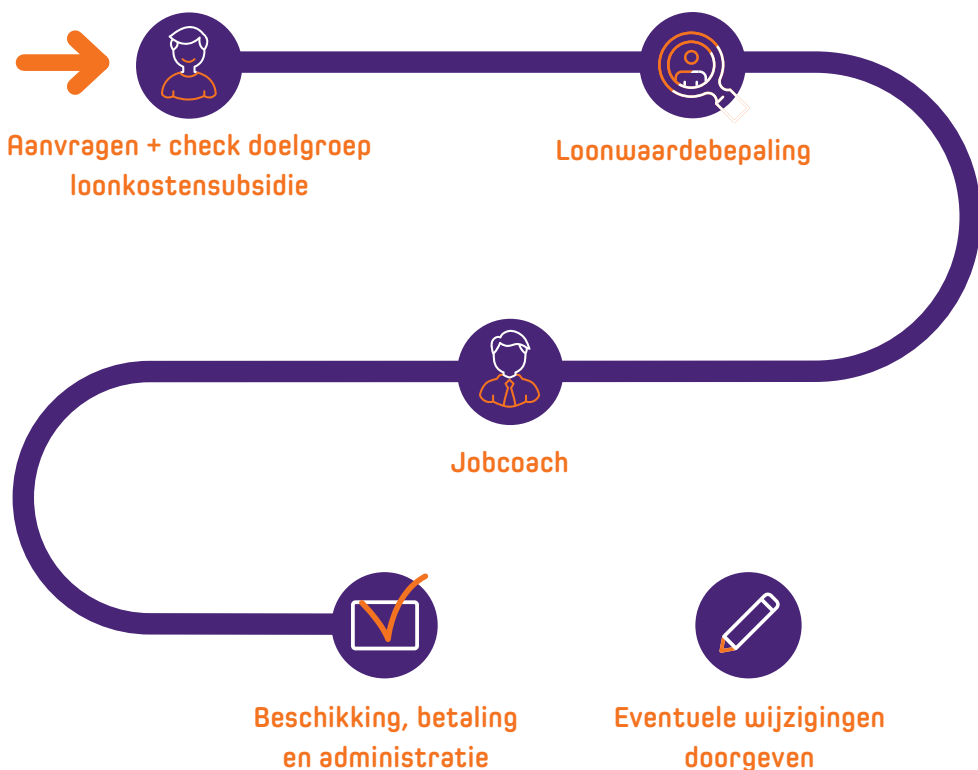 Aanvragen + check doelgroep
loonkostensubsidie
Loonwaardebepaling
Jobcoach
Beschikking, betaling
en administratie
Eventuele wijzigingen
doorgeven